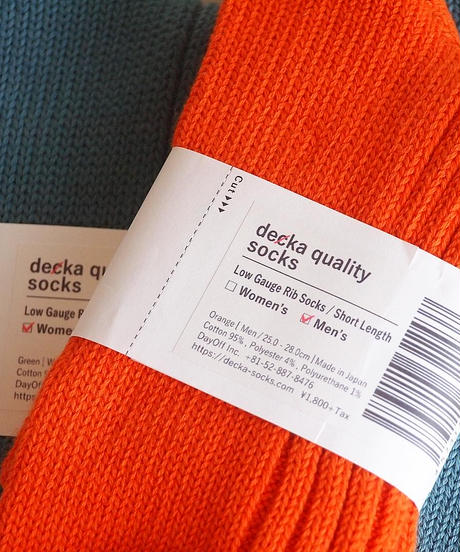 Cut
decka quality
socks
Low Gauge Rib Socks / Short Length
☐ Women's ☑ Men's
Orange | Men / 25.0 - 28.0cm | Made in Japan
Cotton 95%, Polyester 4%, Polyurethane 1%
DayOff Inc. +81-52-887-8476
https://decka-socks.com ¥1,800+Tax
decka qu
socks
Low Gauge R
☑ Wome
Green | W
Cotton
DayOf
https